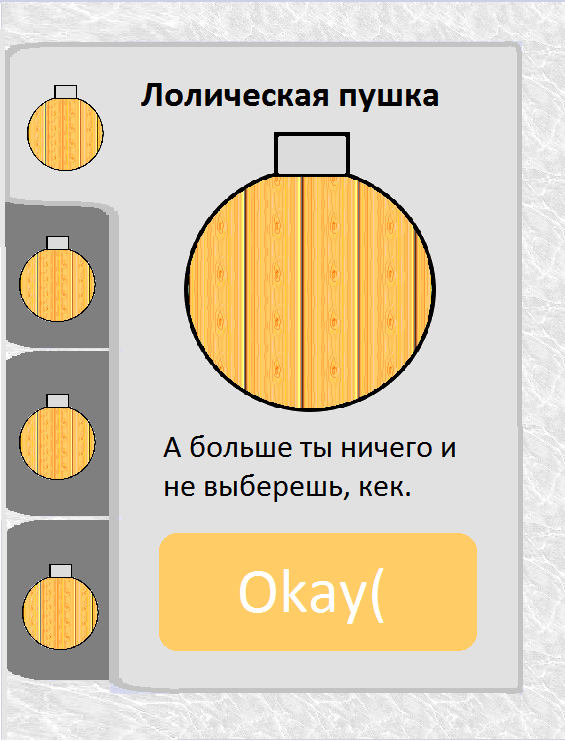 Лолическая пушка
А больше ты ничего и
не выберешь, кек.
Okay(